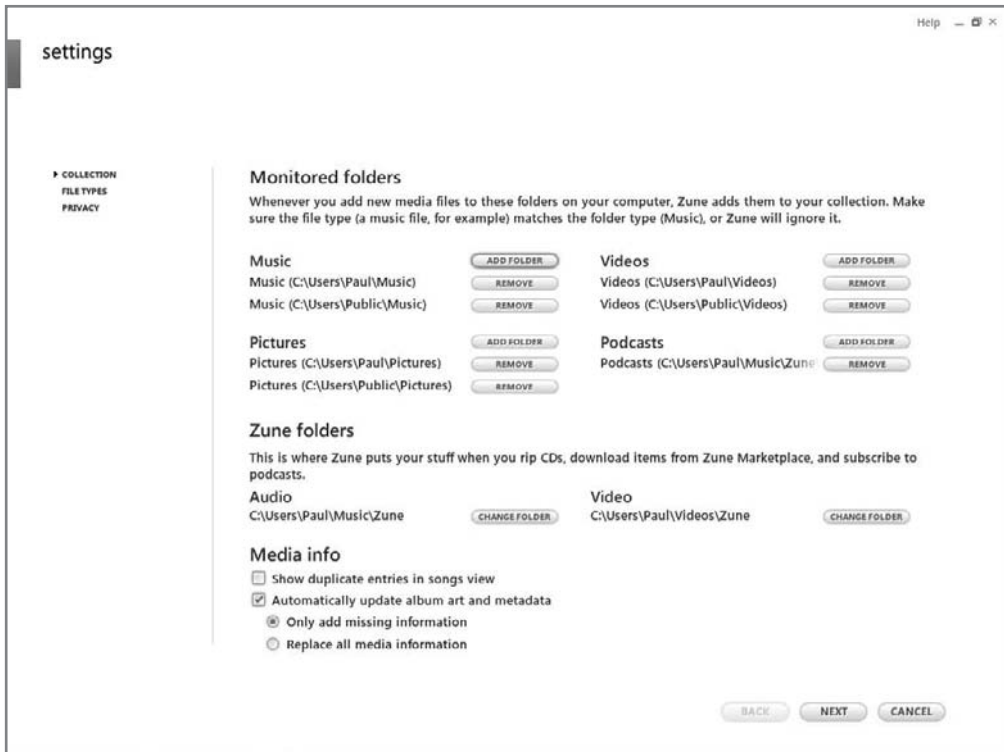 Help
settings
COLLECTION
FILE TYPES
PRIVACY
Monitored folders
Whenever you add new media files to these folders on your computer, Zune adds them to your collection. Make
sure the file type (a music file, for example) matches the folder type (Music), or Zune will ignore it.
Music ADD FOLDER
Music (C:\Users\Paul\Music) REMOVE
Music (C:\Users\Public\Music) REMOVE
Videos ADD FOLDER
Videos (C:\Users\Paul\Videos) REMOVE
Videos (C:\Users\Public\Videos) REMOVE
Pictures ADD FOLDER
Pictures (C:\Users\Paul\Pictures) REMOVE
Pictures (C:\Users\Public\Pictures) REMOVE
Podcasts ADD FOLDER
Podcasts (C:\Users\Paul\Music\Zune REMOVE
Zune folders
This is where Zune puts your stuff when you rip CDs, download items from Zune Marketplace, and subscribe to
podcasts.
Audio
C:\Users\Paul\Music\Zune CHANGE FOLDER
Video
C:\Users\Paul\Videos\Zune CHANGE FOLDER
Media info
Show duplicate entries in songs view
Automatically update album art and metadata
Only add missing information
Replace all media information
BACK NEXT CANCEL